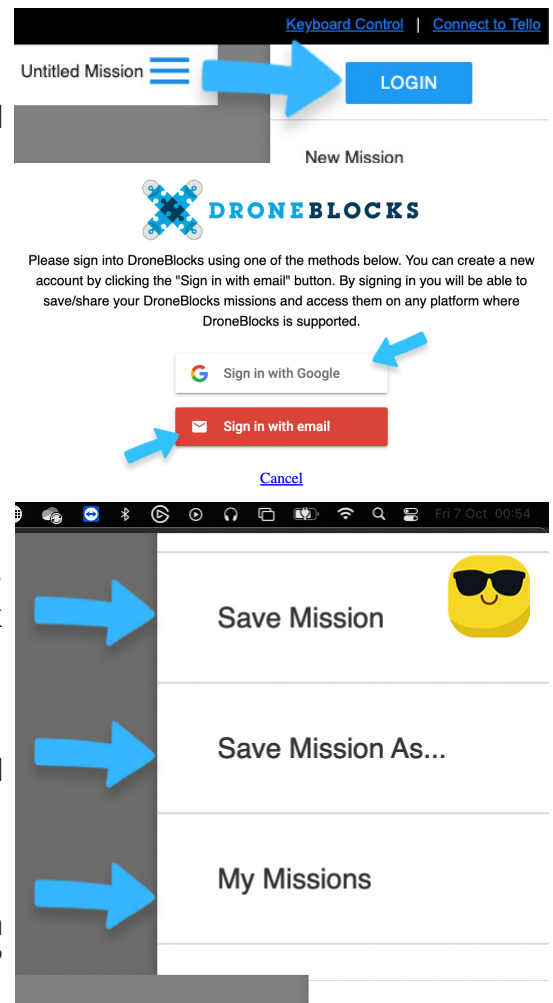 Keyboard Control | Connect to Tello
Untitled Mission
LOGIN
New Mission
DRONEBLOCKS
Please sign into DroneBlocks using one of the methods below. You can create a new
account by clicking the "Sign in with email" button. By signing in you will be able to
save/share your DroneBlocks missions and access them on any platform where
DroneBlocks is supported.
Sign in with Google
Sign in with email
Cancel
Fri 7 Oct 00:54
Save Mission
Save Mission As...
My Missions